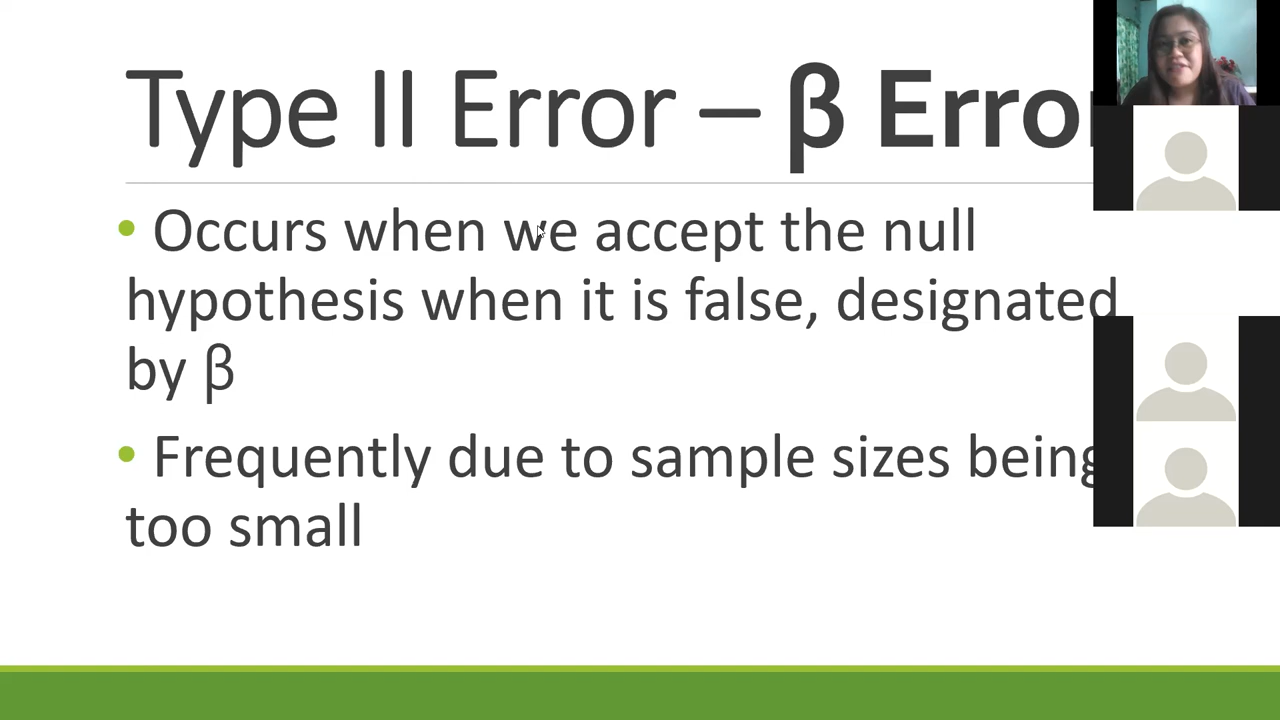 Type II Error – β Error
• Occurs when we accept the null
hypothesis when it is false, designated
by β
• Frequently due to sample sizes being
too small